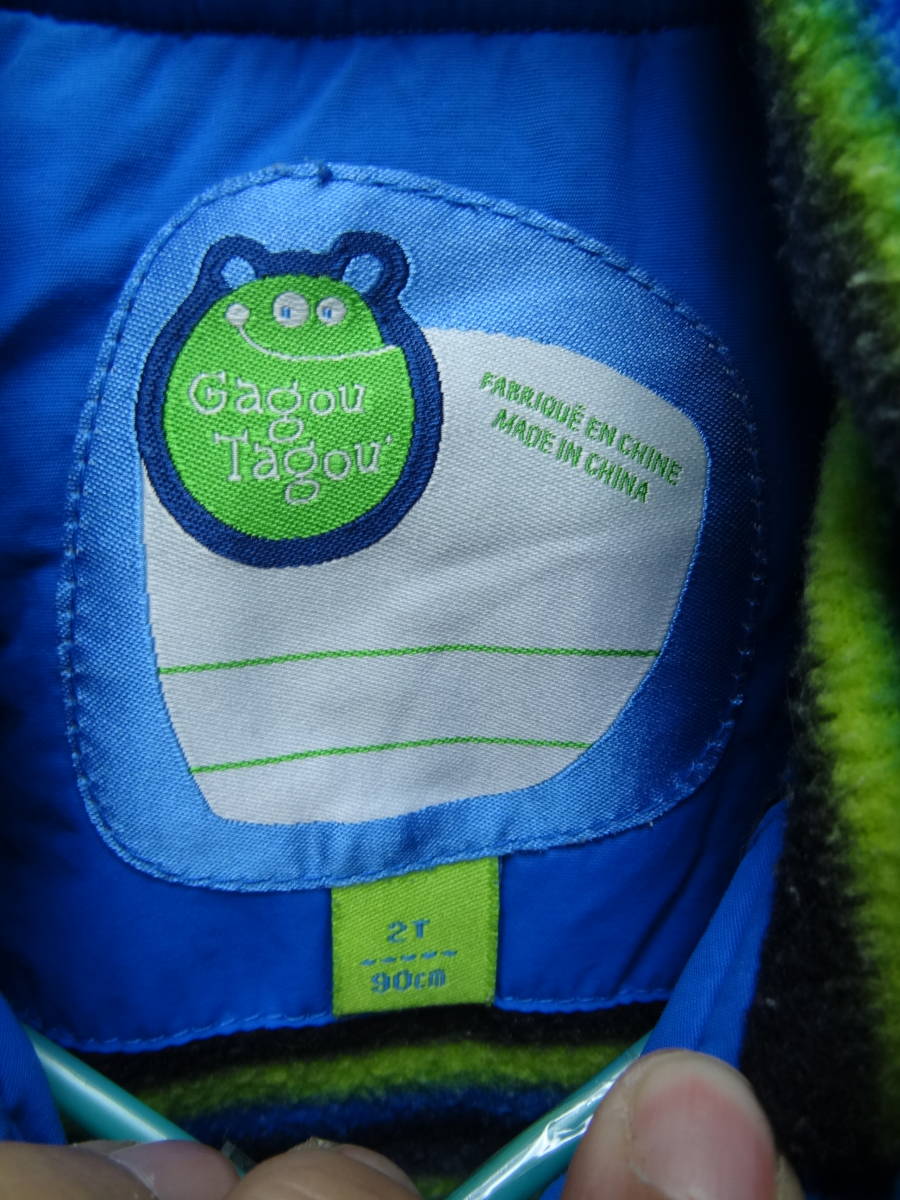 Gagou
Tagou
FABRIQUÉ EN CHINE
MADE IN CHINA
2T
90cm